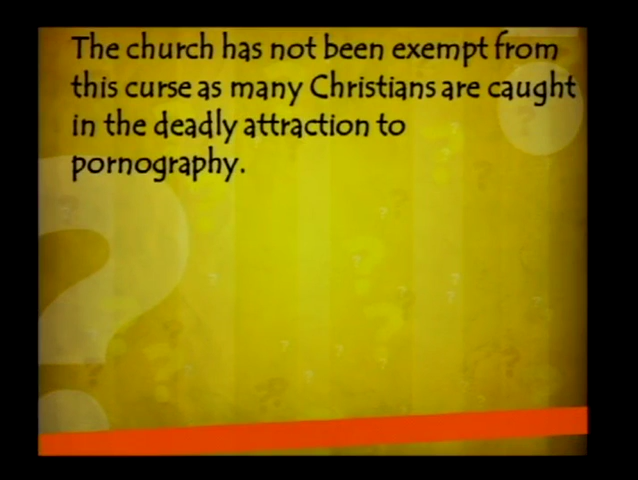 The church has not been exempt from
this curse as many Christians are caught
in the deadly attraction to
pornography.